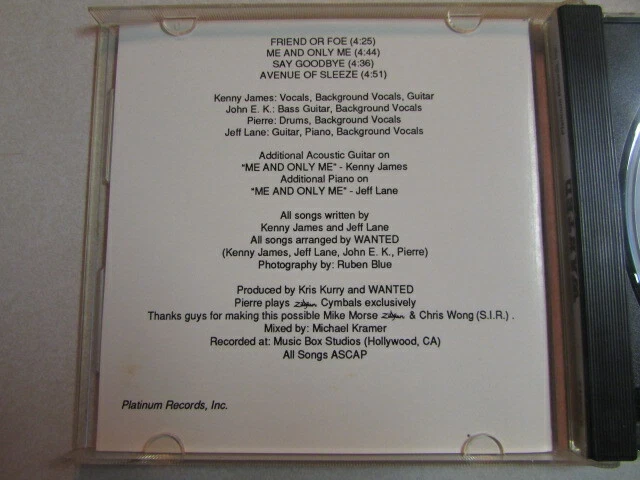 FRIEND OR FOE (4:25)
ME AND ONLY ME (4:44)
SAY GOODBYE (4:36)
AVENUE OF SLEEZE (4:51)
Kenny James: Vocals, Background Vocals, Guitar
John E. K.: Bass Guitar, Background Vocals
Pierre: Drums, Background Vocals
Jeff Lane: Guitar, Piano, Background Vocals
Additional Acoustic Guitar on
"ME AND ONLY ME" - Kenny James
Additional Piano on
"ME AND ONLY ME" - Jeff Lane
All songs written by
Kenny James and Jeff Lane
All songs arranged by WANTED
(Kenny James, Jeff Lane, John E. K., Pierre)
Photography by: Ruben Blue
Produced by Kris Kurry and WANTED
Pierre plays Zildjian Cymbals exclusively
Thanks guys for making this possible Mike Morse Zildjian & Chris Wong (S.I.R.) .
Mixed by: Michael Kramer
Recorded at: Music Box Studios (Hollywood, CA)
All Songs ASCAP
Platinum Records, Inc.
WANTED